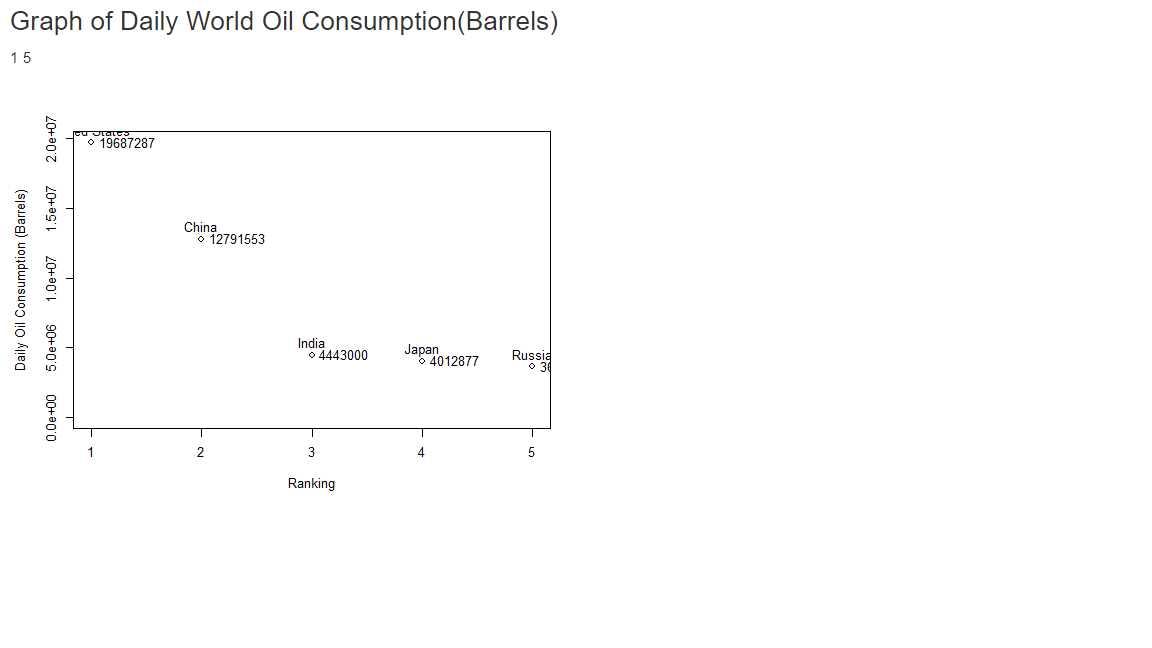 Graph of Daily World Oil Consumption(Barrels)
1 5
Daily Oil Consumption (Barrels)
2.0e+07
1.5e+07
1.0e+07
5.0e+06
0.0e+00
ed States
19687287
China
12791553
India
4443000
Japan
4012877
Russia
36
1
2
3
4
5
Ranking